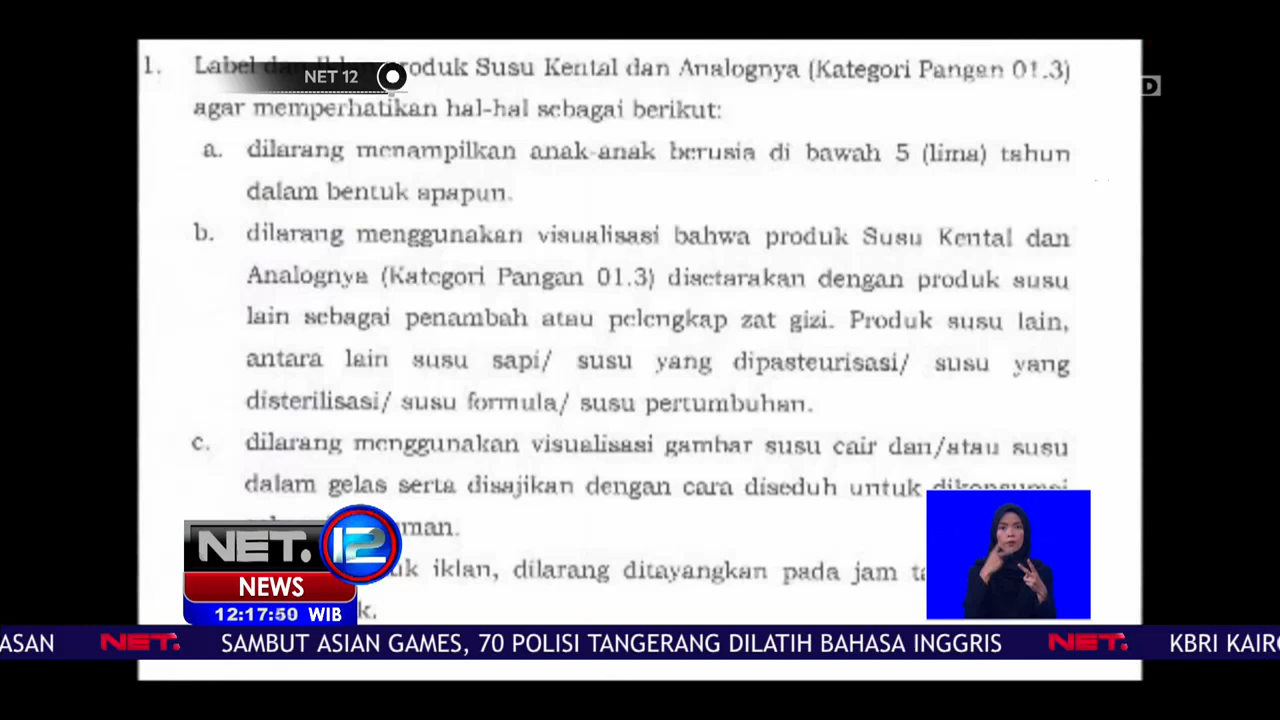 1. Label dan Iklan produk Susu Kental dan Analognya (Kategori Pangan 01.3)
NET 12
D
agar memperhatikan hal-hal sebagai berikut:
a. dilarang menampilkan anak-anak berusia di bawah 5 (lima) tahun
dalam bentuk apapun.
b. dilarang menggunakan visualisasi bahwa produk Susu Kental dan
Analognya (Kategori Pangan 01.3) disetarakan dengan produk susu
lain sebagai penambah atau pelengkap zat gizi. Produk susu lain,
antara lain susu sapi/ susu yang dipasteurisasi/ susu yang
disterilisasi/ susu formula/ susu pertumbuhan.
c. dilarang menggunakan visualisasi gambar susu cair dan/atau susu
dalam gelas serta disajikan dengan cara diseduh untuk dikonsumsi
man.
uk iklan, dilarang ditayangkan pada jam
k.
NET. 12
NEWS
12:17:50 WIB
ASAN NET. SAMBUT ASIAN GAMES, 70 POLISI TANGERANG DILATIH BAHASA INGGRIS NET. KBRI KAIRO